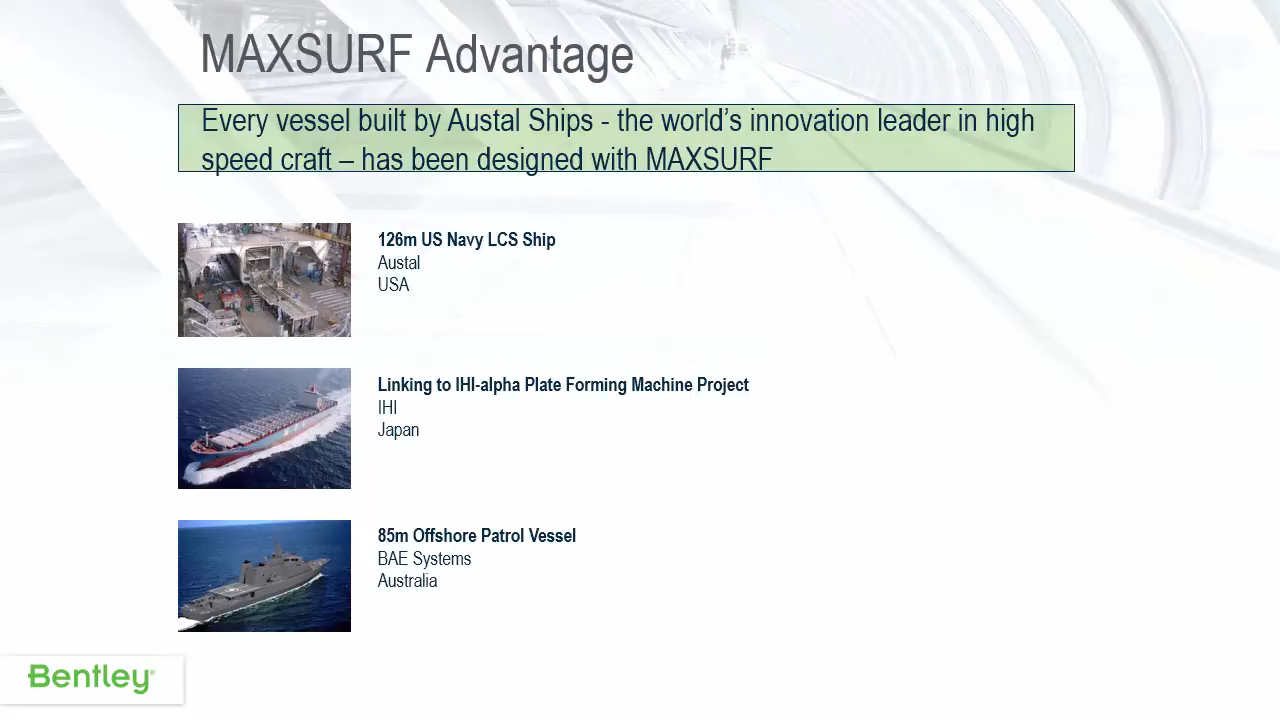 MAXSURF Advantage
Every vessel built by Austal Ships - the world’s innovation leader in high
speed craft – has been designed with MAXSURF
126m US Navy LCS Ship
Austal
USA
Linking to IHI-alpha Plate Forming Machine Project
IHI
Japan
85m Offshore Patrol Vessel
BAE Systems
Australia
Bentley®